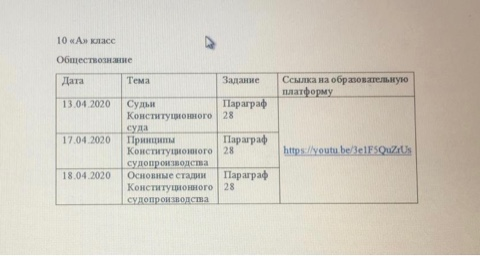 10 «А» класс
Обществознание
Дата Тема Задание Ссылка на образовательную
платформу
13.04.2020 Судьи Параграф
Конституционного 28
суда
17.04.2020 Принципы Параграф
Конституционного 28
судопроизводства
https://youtu.be/3e1F5QuZrUs
18.04.2020 Основные стадии Параграф
Конституционного 28
судопроизводства